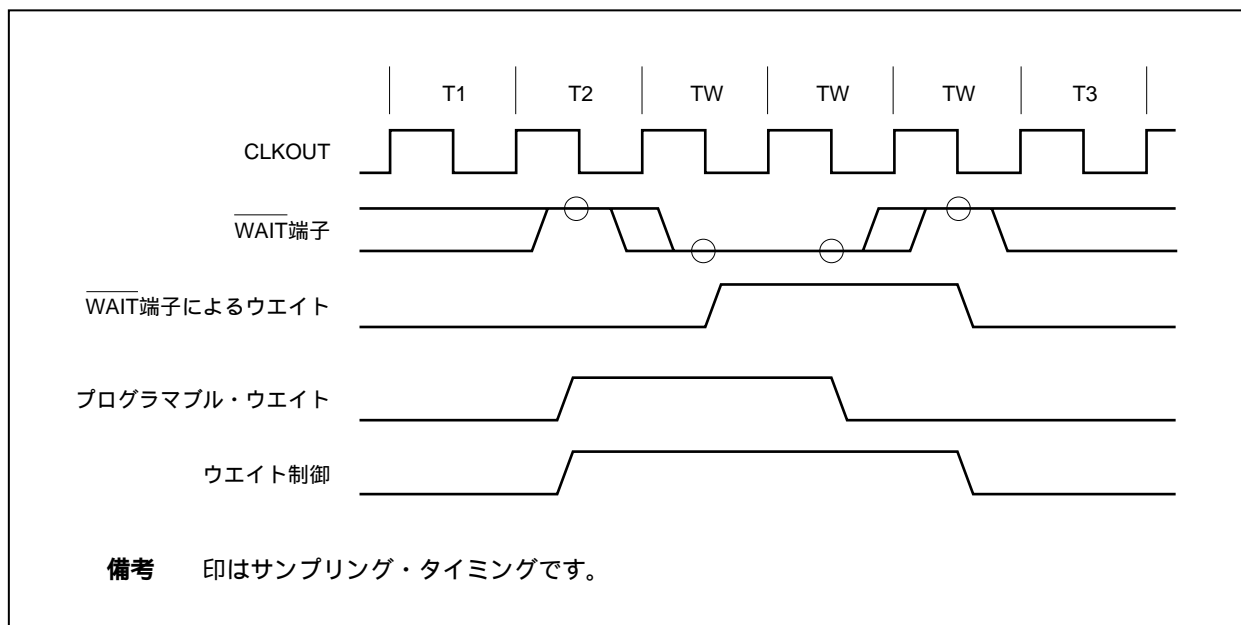 T1 T2 TW TW TW T3
CLKOUT
WAIT端子
WAIT端子によるウエイト
プログラマブル・ウエイト
ウエイト制御
備考 印はサンプリング・タイミングです。